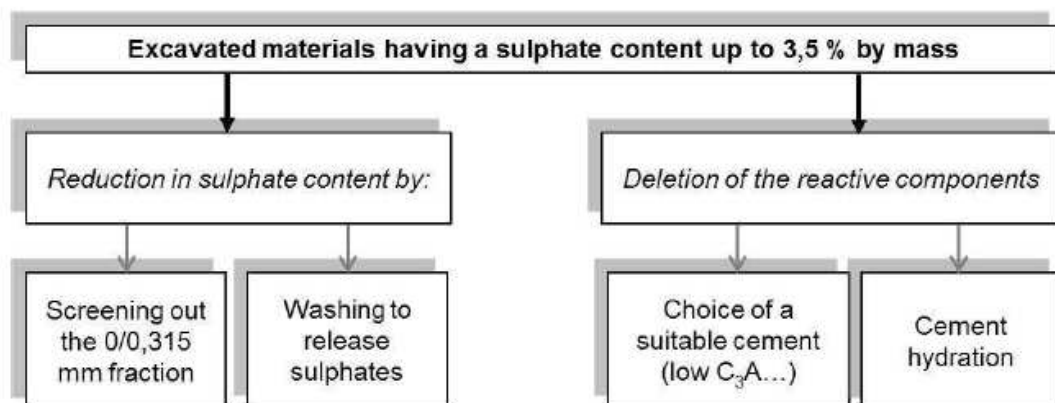 Excavated materials having a sulphate content up to 3,5 % by mass
Reduction in sulphate content by:
Deletion of the reactive components
Screening out
the 0/0,315
mm fraction
Washing to
release
sulphates
Choice of a
suitable cement
(low C₃A…)
Cement
hydration